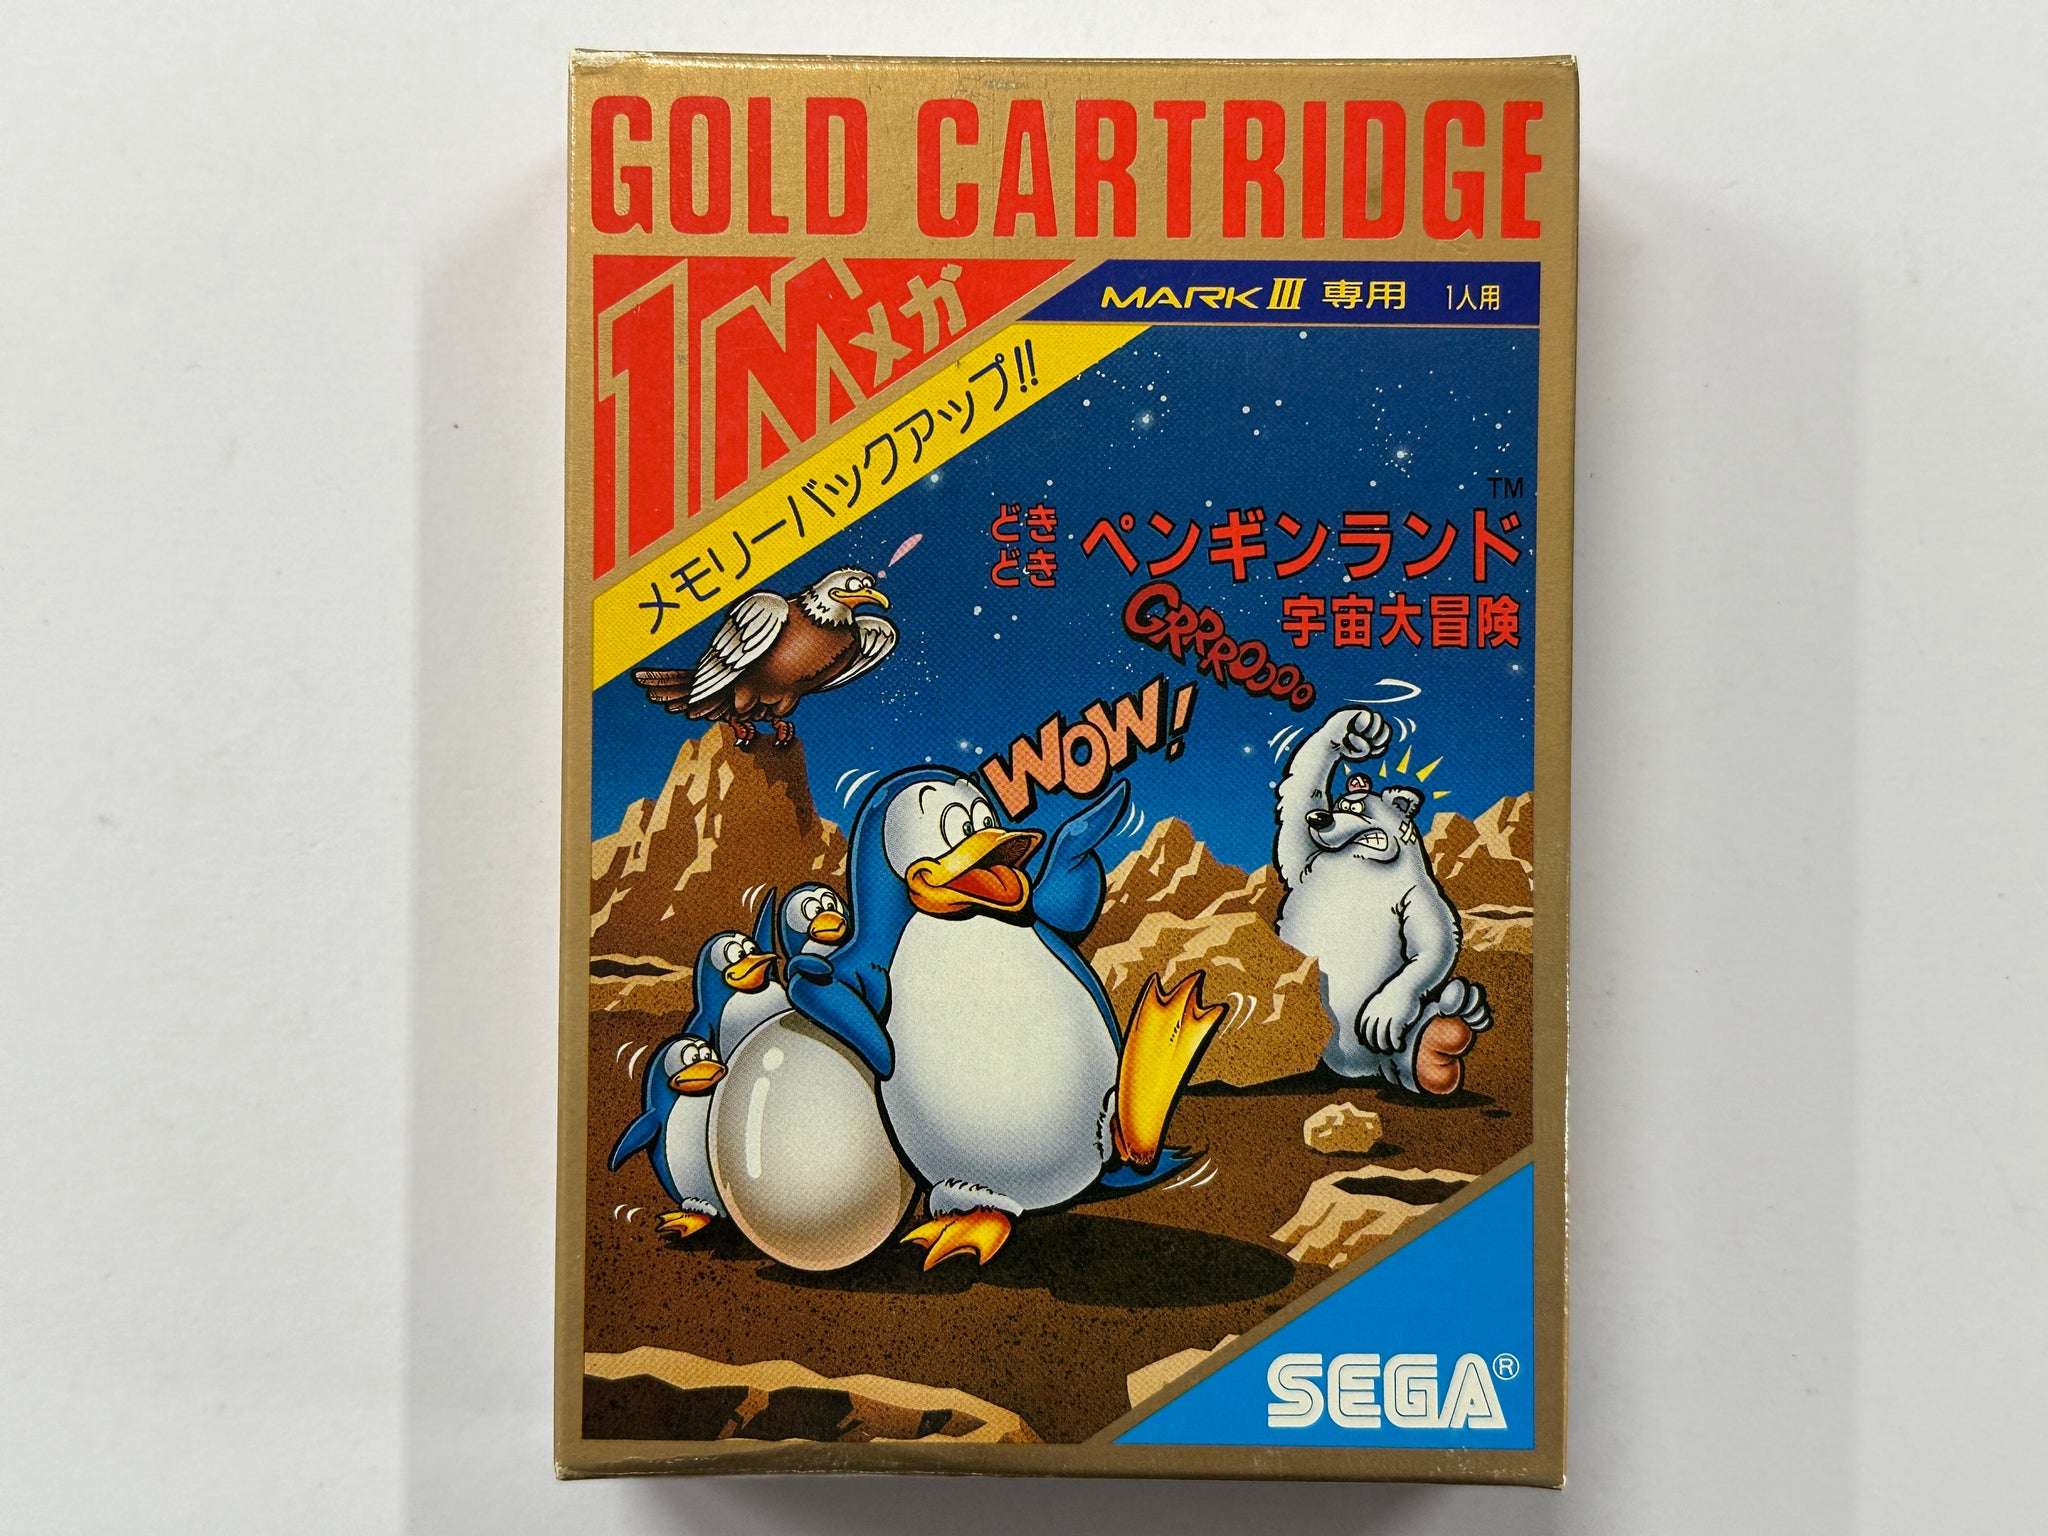 GOLD CARTRIDGE
1Mメガ
MARK III 専用 1人用
メモリーバックアップ!!
TM
どきどき ペンギンランド
宇宙大冒険
GRRRROOOOO
WOW!
SEGA®